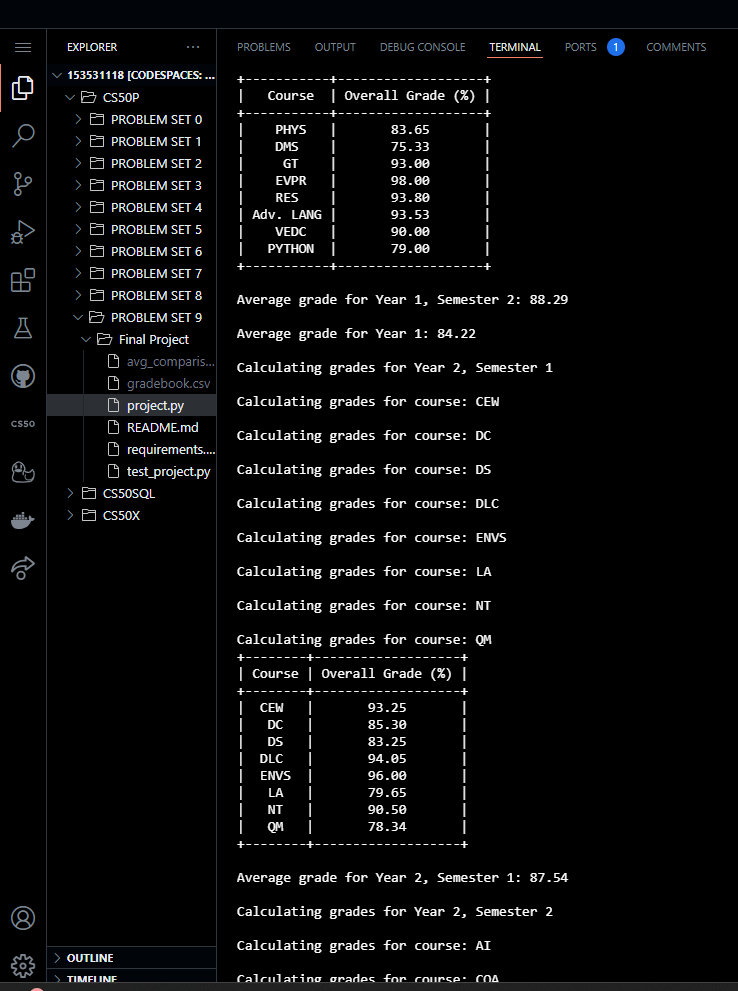 EXPLORER
153531118 [CODESPACES: ...
CS50P
PROBLEM SET 0
PROBLEM SET 1
PROBLEM SET 2
PROBLEM SET 3
PROBLEM SET 4
PROBLEM SET 5
PROBLEM SET 6
PROBLEM SET 7
PROBLEM SET 8
PROBLEM SET 9
Final Project
avg_comparis...
gradebook.csv
project.py
README.md
requirements....
test_project.py
CS50SQL
CS50X
OUTLINE
TIMELINE
CS50
PROBLEMS OUTPUT DEBUG CONSOLE TERMINAL PORTS 1 COMMENTS
+----------+------------------+
| Course | Overall Grade (%) |
+----------+------------------+
| PHYS | 83.65 |
| DMS | 75.33 |
| GT | 93.00 |
| EVPR | 98.00 |
| RES | 93.80 |
| Adv. LANG | 93.53 |
| VEDC | 90.00 |
| PYTHON | 79.00 |
+----------+------------------+
Average grade for Year 1, Semester 2: 88.29
Average grade for Year 1: 84.22
Calculating grades for Year 2, Semester 1
Calculating grades for course: CEW
Calculating grades for course: DC
Calculating grades for course: DS
Calculating grades for course: DLC
Calculating grades for course: ENVS
Calculating grades for course: LA
Calculating grades for course: NT
Calculating grades for course: QM
+--------+-------------------+
| Course | Overall Grade (%) |
+--------+-------------------+
| CEW | 93.25 |
| DC | 85.30 |
| DS | 83.25 |
| DLC | 94.05 |
| ENVS | 96.00 |
| LA | 79.65 |
| NT | 90.50 |
| QM | 78.34 |
+--------+-------------------+
Average grade for Year 2, Semester 1: 87.54
Calculating grades for Year 2, Semester 2
Calculating grades for course: AI
Calculating grades for course: COA